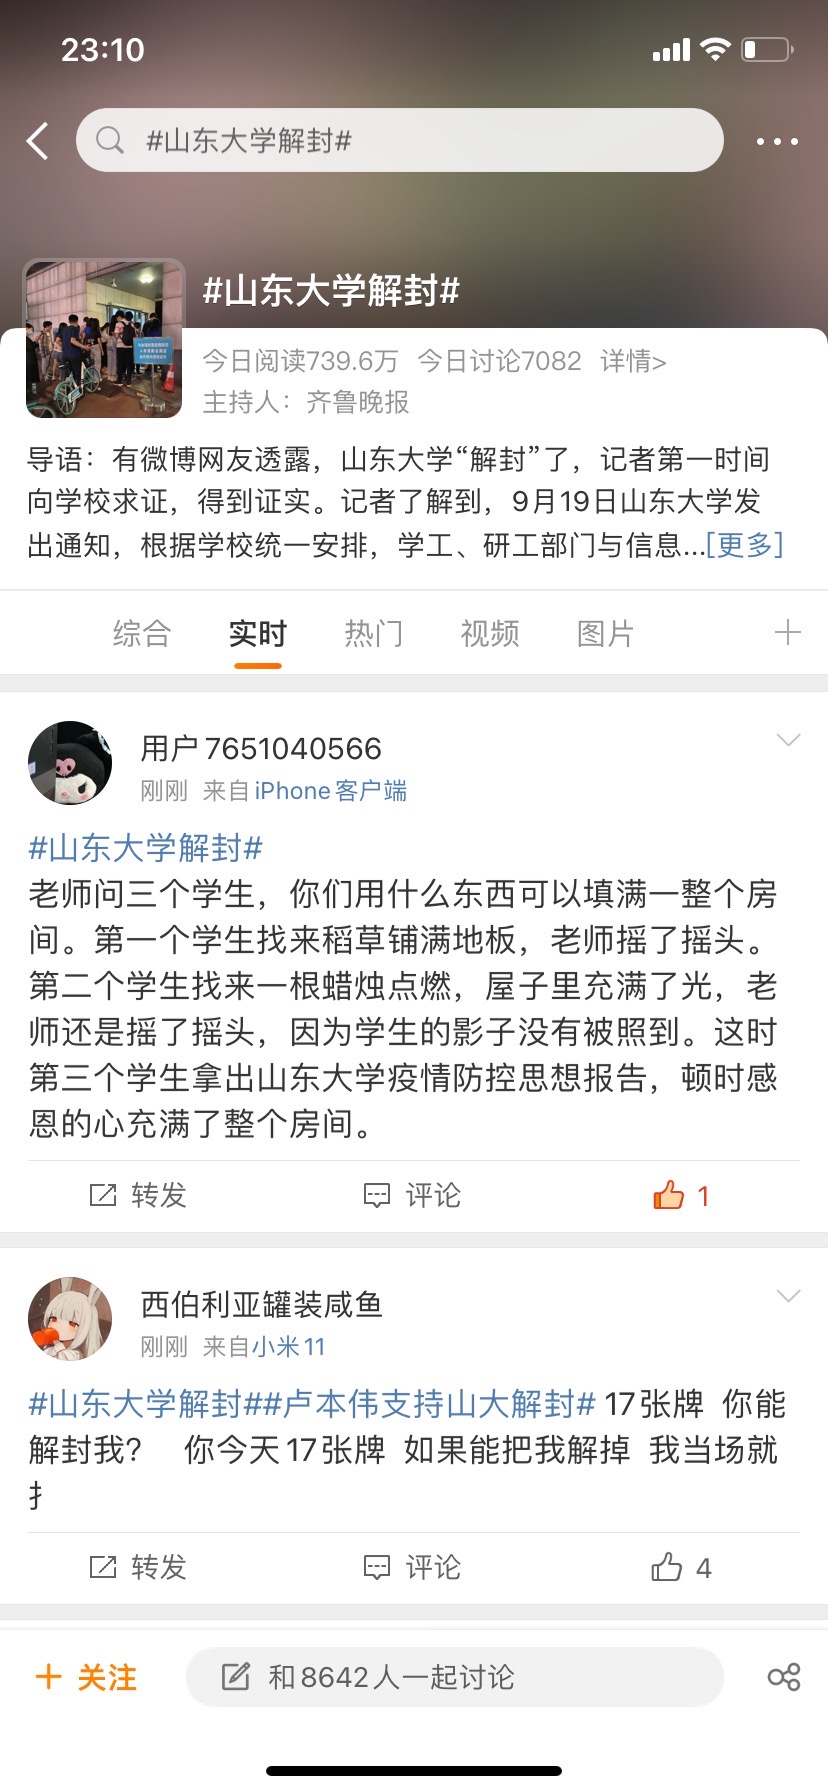 23:10
#山东大学解封#
#山东大学解封#
今日阅读739.6万 今日讨论7082 详情>
主持人：齐鲁晚报
导语：有微博网友透露，山东大学“解封”了，记者第一时间
向学校求证，得到证实。记者了解到，9月19日山东大学发
出通知，根据学校统一安排，学工、研工部门与信息...[更多]
综合 实时 热门 视频 图片
用户7651040566
刚刚 来自iPhone客户端
#山东大学解封#
老师问三个学生，你们用什么东西可以填满一整个房
间。第一个学生找来稻草铺满地板，老师摇了摇头。
第二个学生找来一根蜡烛点燃，屋子里充满了光，老
师还是摇了摇头，因为学生的影子没有被照到。这时
第三个学生拿出山东大学疫情防控思想报告，顿时感
恩的心充满了整个房间。
转发 评论 1
西伯利亚罐装咸鱼
刚刚 来自小米11
#山东大学解封##卢本伟支持山大解封# 17张牌 你能
解封我？ 你今天17张牌 如果能把我解掉 我当场就
扌
转发 评论 4
关注 和8642人一起讨论